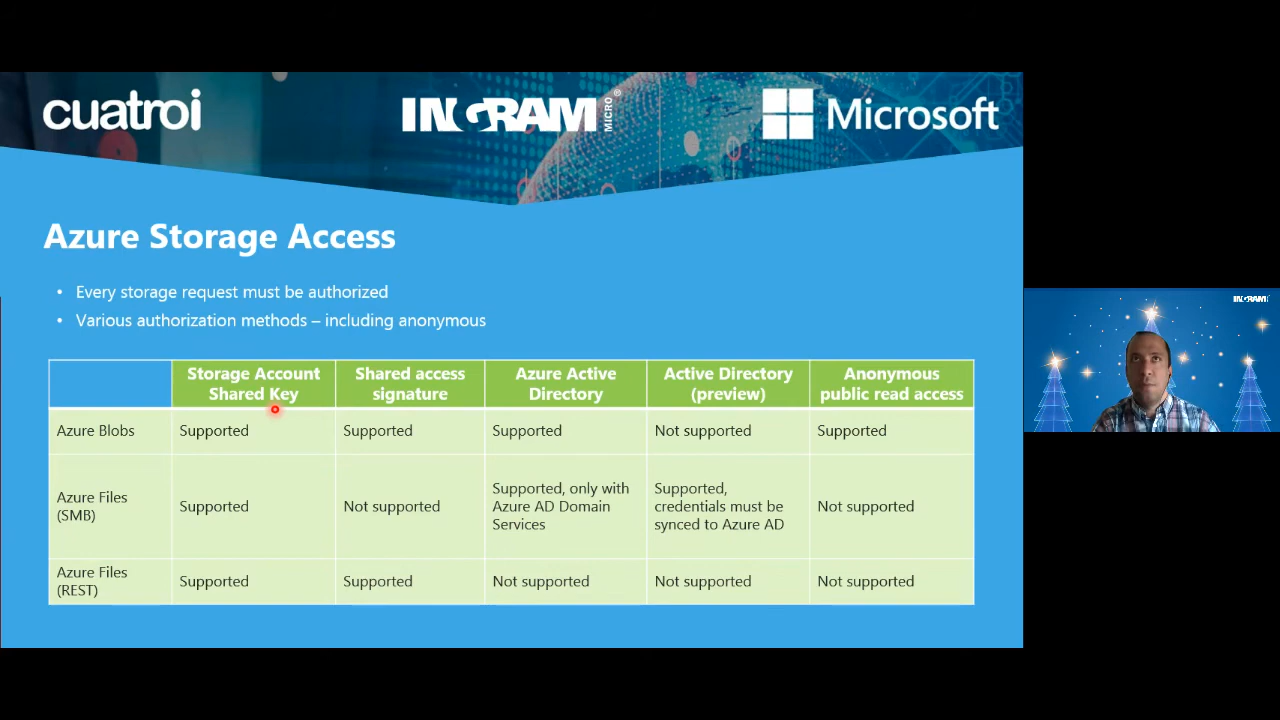 cuatroi
INGRAM MICRO®
Microsoft
Azure Storage Access
• Every storage request must be authorized
• Various authorization methods – including anonymous
Storage Account
Shared Key
Shared access
signature
Azure Active
Directory
Active Directory
(preview)
Anonymous
public read access
Azure Blobs
Supported
Supported
Supported
Not supported
Supported
Azure Files
(SMB)
Supported
Not supported
Supported, only with
Azure AD Domain
Services
Supported,
credentials must be
synced to Azure AD
Not supported
Azure Files
(REST)
Supported
Supported
Not supported
Not supported
Not supported
INGRAM